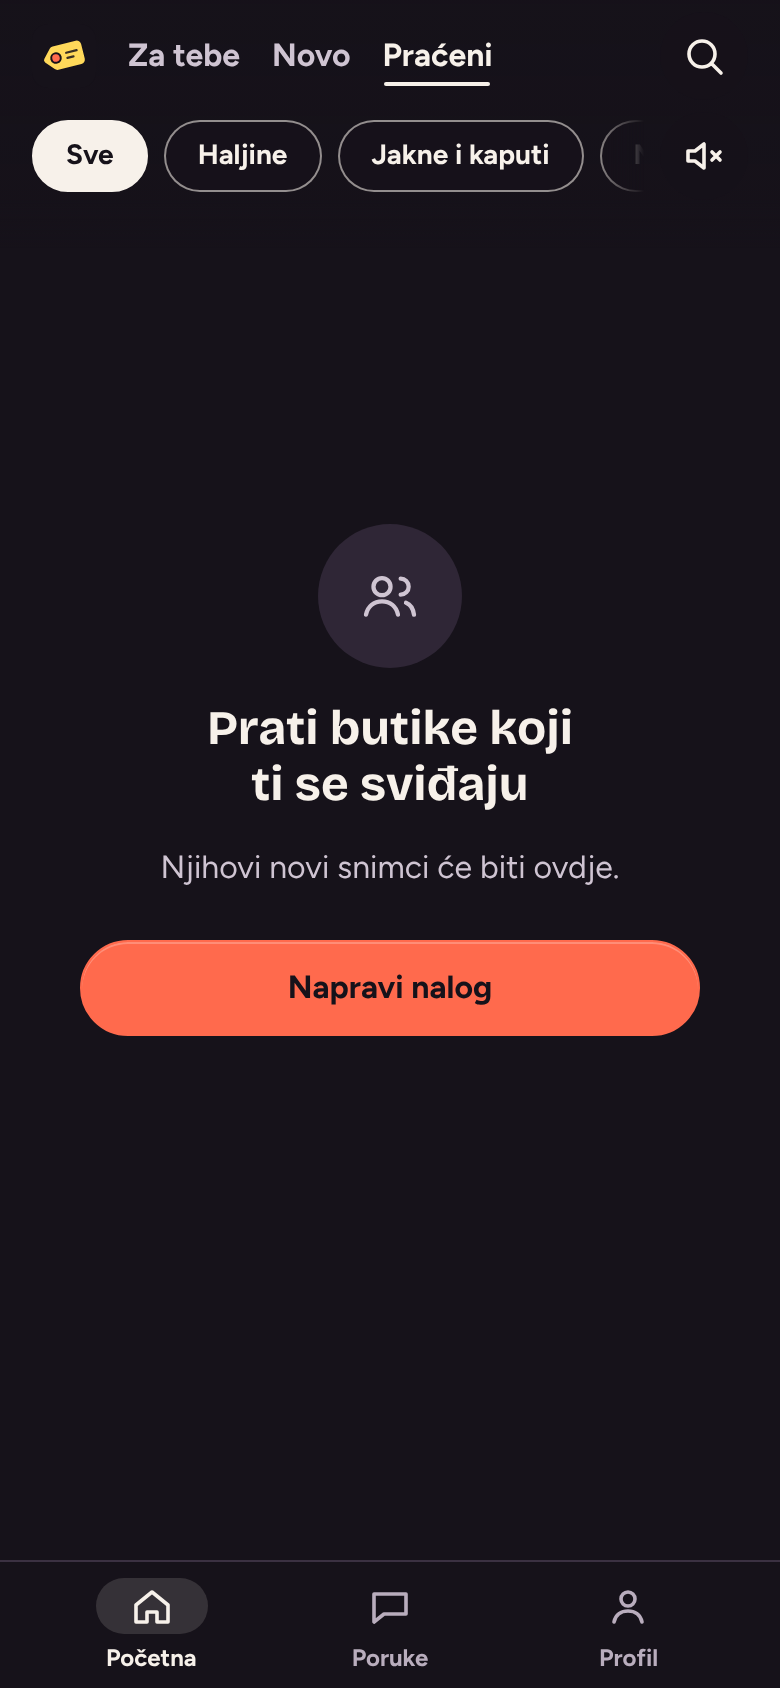 Za tebe Novo Praćeni
Sve Haljine Jakne i kaputi
Prati butike koji
ti se sviđaju
Njihovi novi snimci će biti ovdje.
Napravi nalog
Početna Poruke Profil